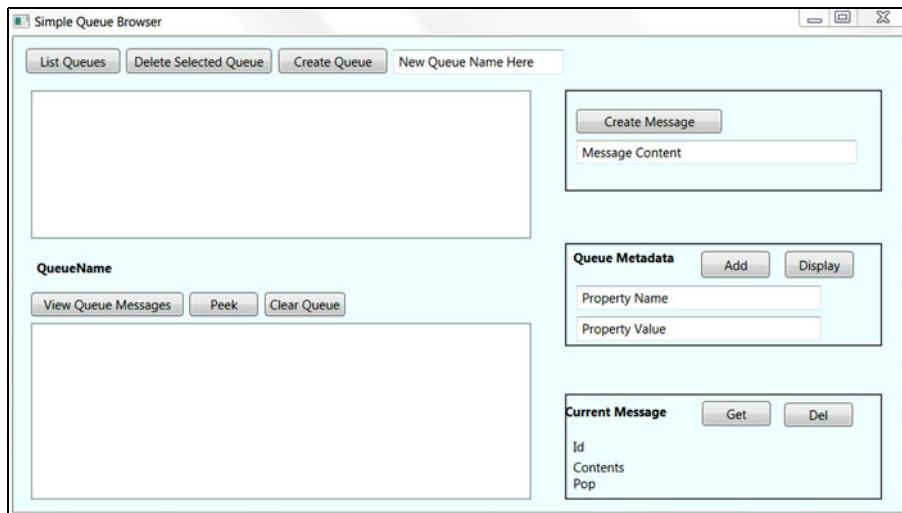 Simple Queue Browser
List Queues Delete Selected Queue Create Queue New Queue Name Here
Create Message
Message Content
QueueName
View Queue Messages Peek Clear Queue
Queue Metadata Add Display
Property Name
Property Value
Current Message Get Del
Id
Contents
Pop